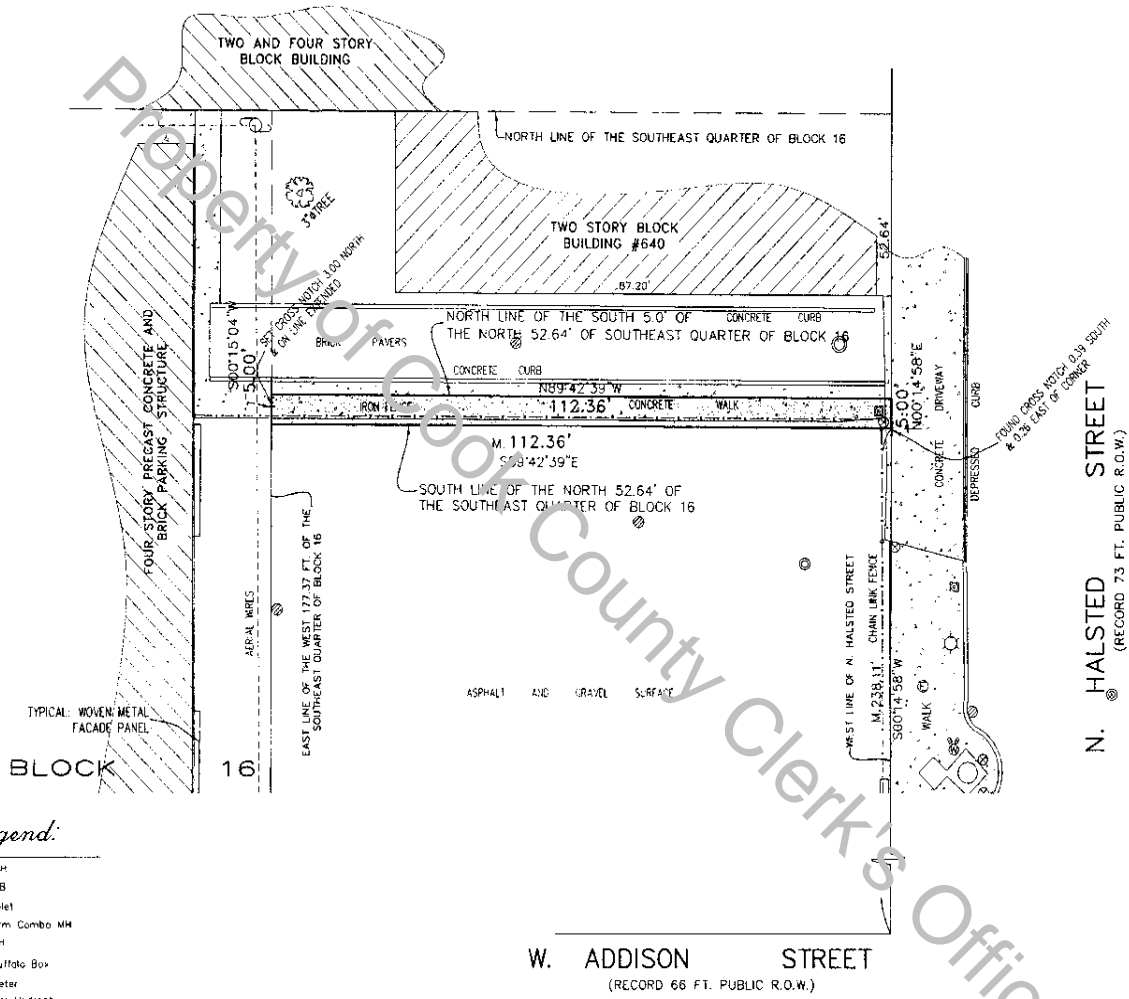 TWO AND FOUR STORY
BLOCK BUILDING
NORTH LINE OF THE SOUTHEAST QUARTER OF BLOCK 16
3"ØTREE
TWO STORY BLOCK
BUILDING #640
87.20'
52.64'
SET CROSS NOTCH 3.00 NORTH
& ON LINE EXTENDED
S00°15'04"W
5.00'
NORTH LINE OF THE SOUTH 5.0' OF
THE NORTH 52.64' OF SOUTHEAST QUARTER OF BLOCK 16
CONCRETE CURB
BRICK PAVERS
CONCRETE CURB
N89°42'39"W
IRON FENCE
112.36'
CONCRETE WALK
M. 112.36'
S89°42'39"E
SOUTH LINE OF THE NORTH 52.64' OF
THE SOUTHEAST QUARTER OF BLOCK 16
5.00'
N00°14'58"E
CONCRETE DRIVEWAY
DEPRESSED CURB
FOUND CROSS NOTCH 0.39 SOUTH
& 0.26 EAST OF CORNER
FOUR STORY PRECAST CONCRETE AND
BRICK PARKING STRUCTURE
AERIAL WIRES
EAST LINE OF THE WEST 177.37 FT. OF THE
SOUTHEAST QUARTER OF BLOCK 16
ASPHALT AND GRAVEL SURFACE
WEST LINE OF N. HALSTED STREET
M. 238.11'
CHAIN LINK FENCE
S00°14'58"W
WALK
N. HALSTED STREET
(RECORD 73 FT. PUBLIC R.O.W.)
TYPICAL: WOVEN METAL
FACADE PANEL
BLOCK 16
gend:
B
let
rm Combo MH
H
uffalo Box
eter
W. ADDISON STREET
(RECORD 66 FT. PUBLIC R.O.W.)
Property of Cook County Clerk's Offic